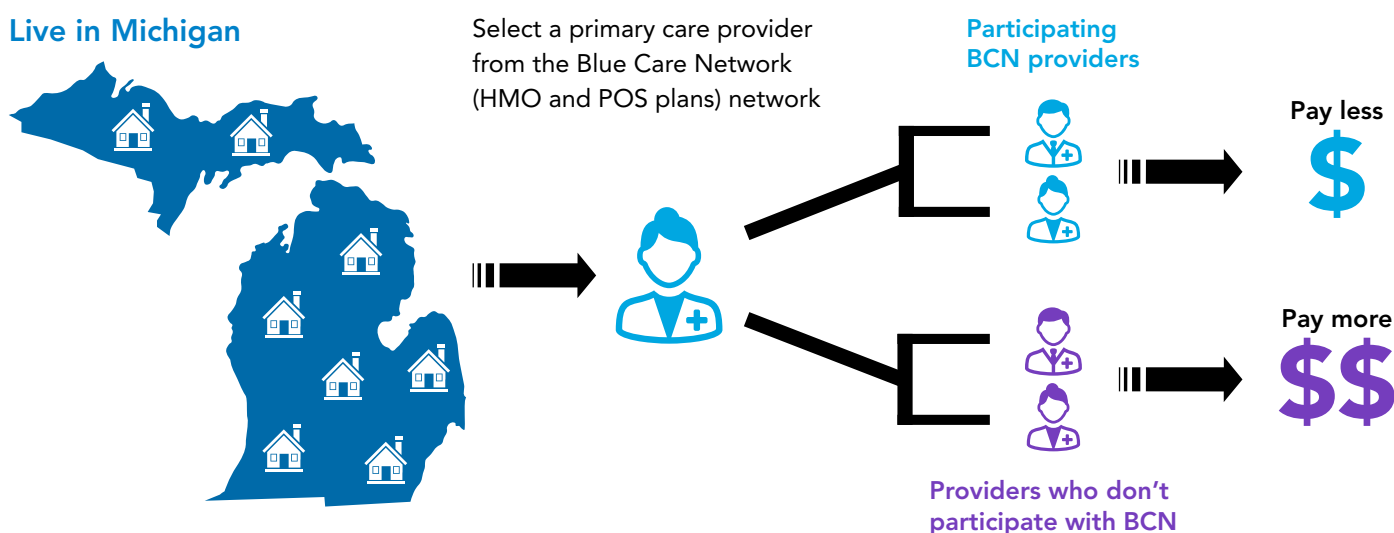 Live in Michigan
Select a primary care provider
from the Blue Care Network
(HMO and POS plans) network
Participating
BCN providers
Pay less
$
Pay more
$$
Providers who don’t
participate with BCN